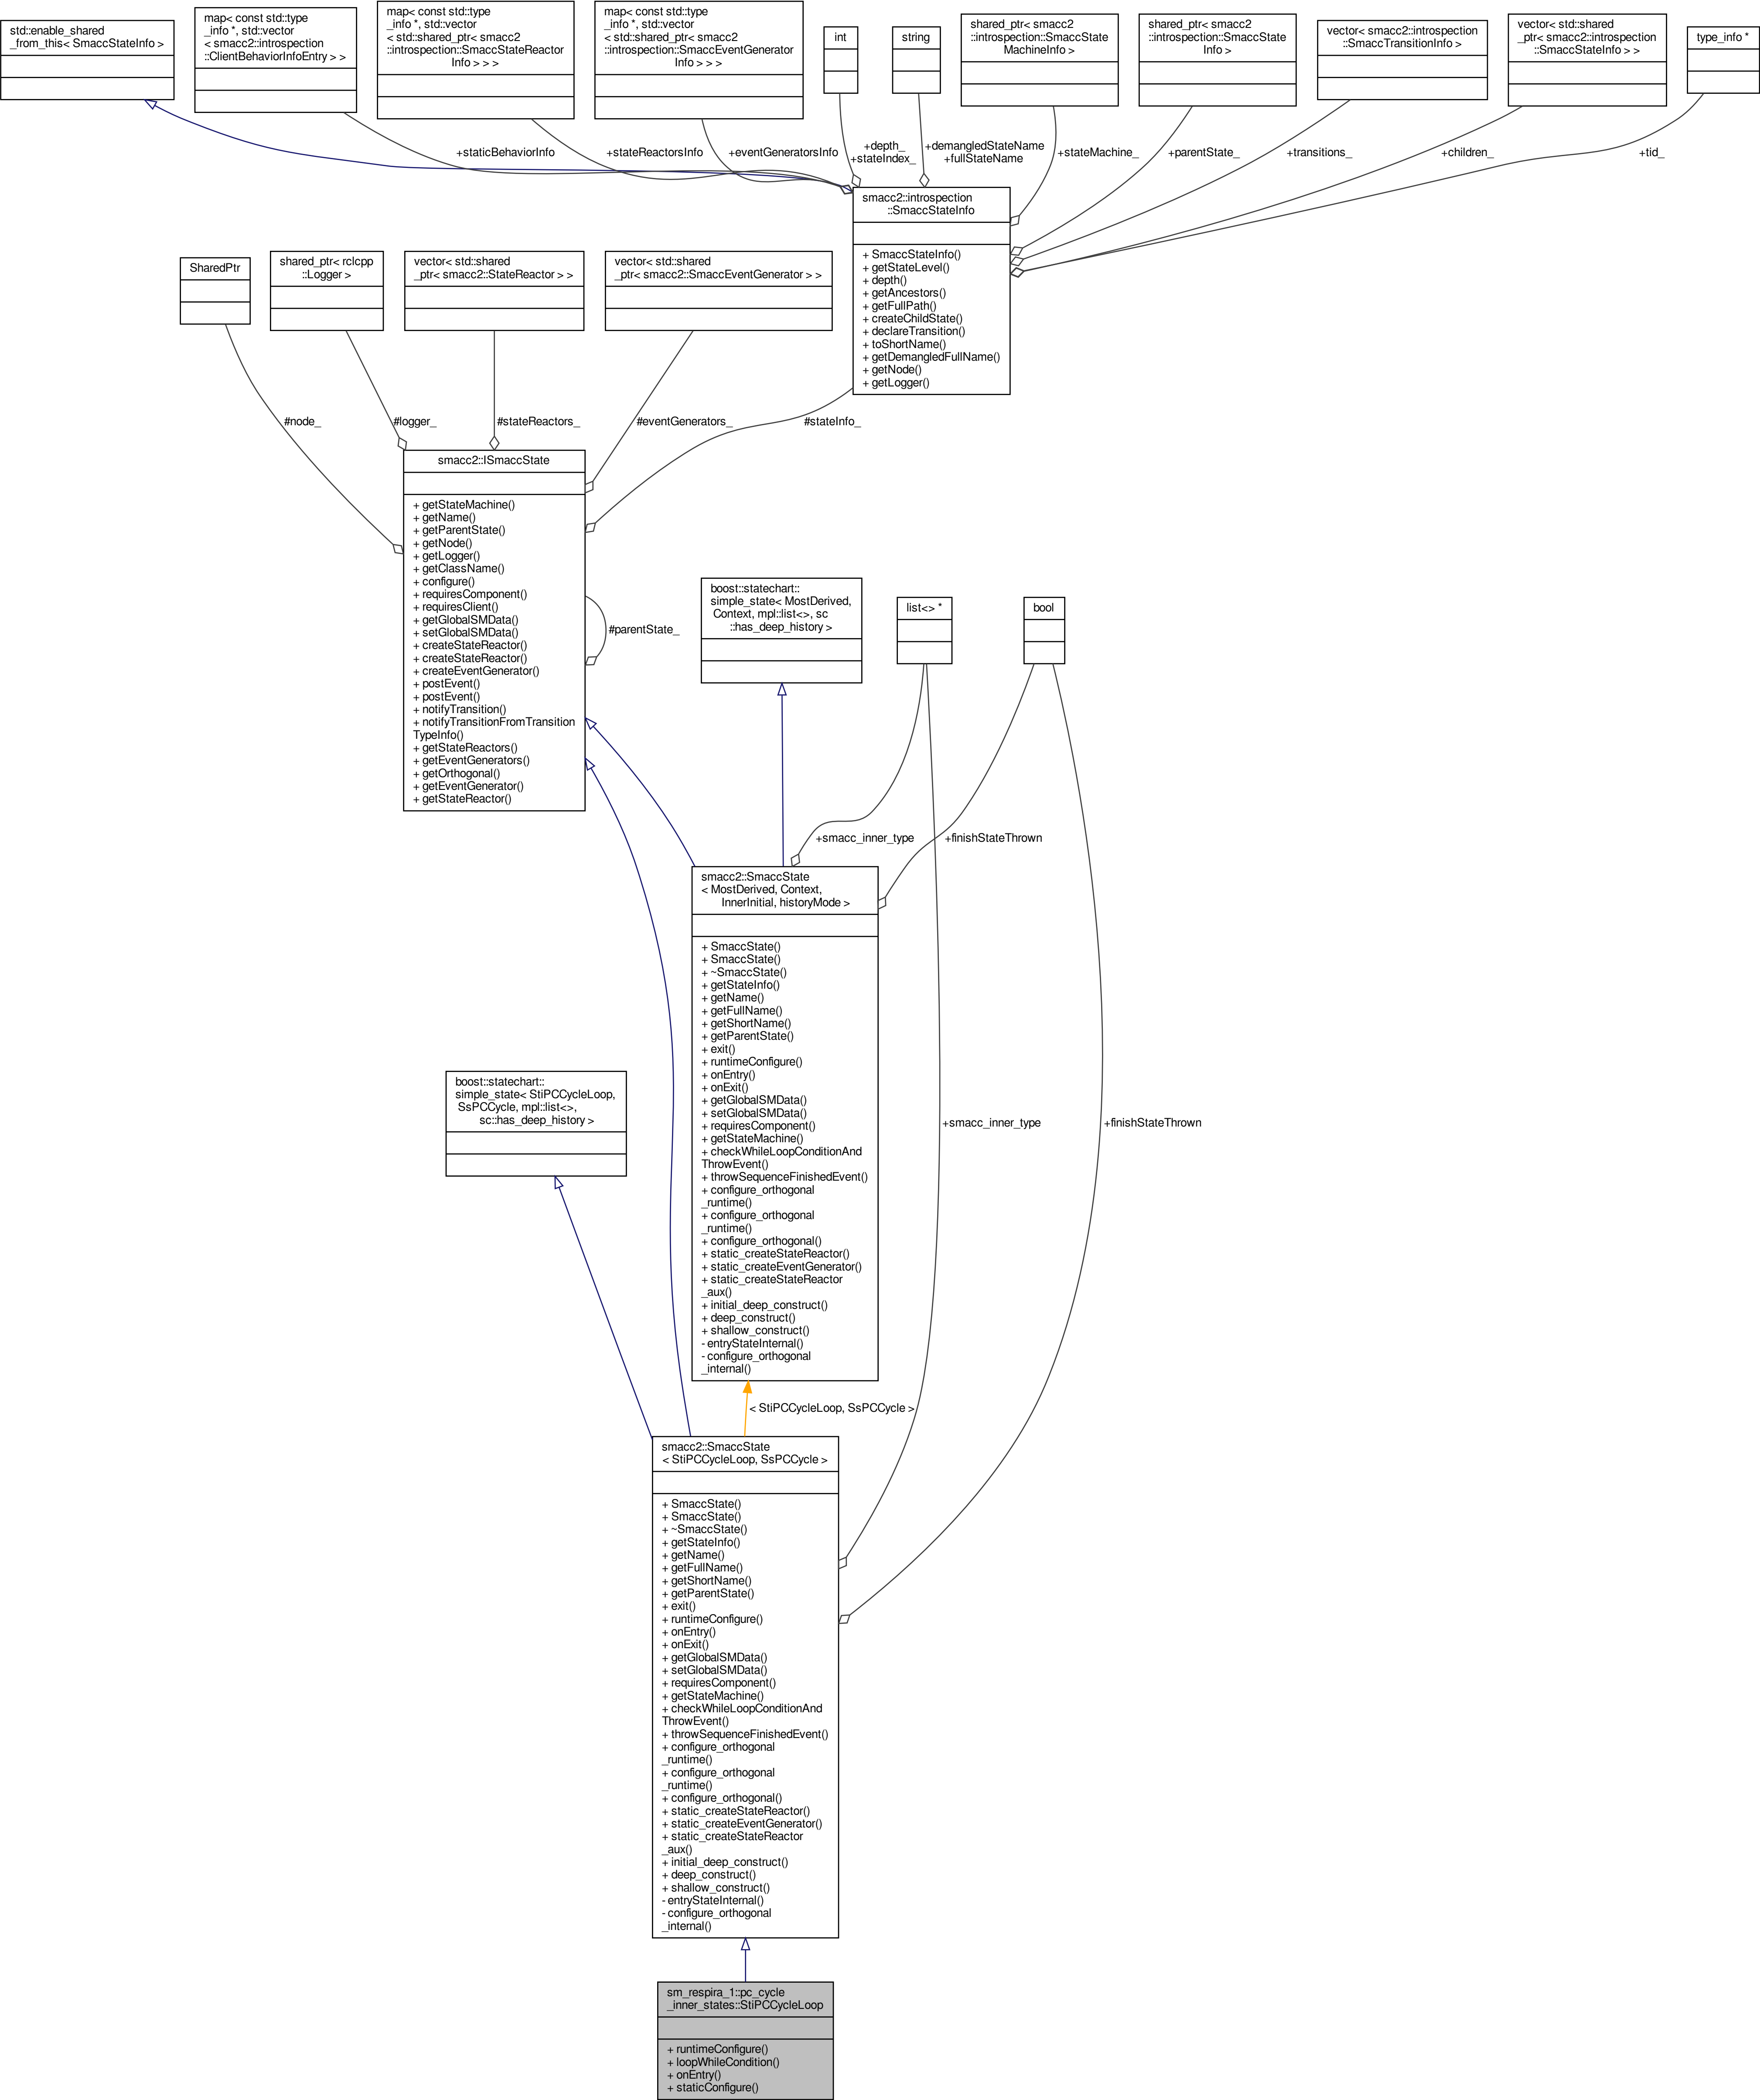 std::enable_shared
_from_this< SmaccStateInfo >
map< const std::type
_info *, std::vector
< smacc2::introspection
::ClientBehaviorInfoEntry > >
map< const std::type
_info *, std::vector
< std::shared_ptr< smacc2
::introspection::SmaccStateReactor
Info > > >
map< const std::type
_info *, std::vector
< std::shared_ptr< smacc2
::introspection::SmaccEventGenerator
Info > > >
int
string
shared_ptr< smacc2
::introspection::SmaccState
MachineInfo >
shared_ptr< smacc2
::introspection::SmaccState
Info >
vector< smacc2::introspection
::SmaccTransitionInfo >
vector< std::shared
_ptr< smacc2::introspection
::SmaccStateInfo > >
type_info *
+staticBehaviorInfo
+stateReactorsInfo
+eventGeneratorsInfo
+depth_
+stateIndex_
+demangledStateName
+fullStateName
+stateMachine_
+parentState_
+transitions_
+children_
+tid_
smacc2::introspection
::SmaccStateInfo
+ SmaccStateInfo()
+ getStateLevel()
+ depth()
+ getAncestors()
+ getFullPath()
+ createChildState()
+ declareTransition()
+ toShortName()
+ getDemangledFullName()
+ getNode()
+ getLogger()
SharedPtr
shared_ptr< rclcpp
::Logger >
vector< std::shared
_ptr< smacc2::StateReactor > >
vector< std::shared
_ptr< smacc2::SmaccEventGenerator > >
#node_
#logger_
#stateReactors_
#eventGenerators_
#stateInfo_
smacc2::ISmaccState
+ getStateMachine()
+ getName()
+ getParentState()
+ getNode()
+ getLogger()
+ getClassName()
+ configure()
+ requiresComponent()
+ requiresClient()
+ getGlobalSMData()
+ setGlobalSMData()
+ createStateReactor()
+ createStateReactor()
+ createEventGenerator()
+ postEvent()
+ postEvent()
+ notifyTransition()
+ notifyTransitionFromTransition
TypeInfo()
+ getStateReactors()
+ getEventGenerators()
+ getOrthogonal()
+ getEventGenerator()
+ getStateReactor()
#parentState_
boost::statechart::
simple_state< MostDerived,
Context, mpl::list<>, sc
::has_deep_history >
list<> *
bool
+smacc_inner_type
+finishStateThrown
smacc2::SmaccState
< MostDerived, Context,
InnerInitial, historyMode >
+ SmaccState()
+ SmaccState()
+ ~SmaccState()
+ getStateInfo()
+ getName()
+ getFullName()
+ getShortName()
+ getParentState()
+ exit()
+ runtimeConfigure()
+ onEntry()
+ onExit()
+ getGlobalSMData()
+ setGlobalSMData()
+ requiresComponent()
+ getStateMachine()
+ checkWhileLoopConditionAnd
ThrowEvent()
+ throwSequenceFinishedEvent()
+ configure_orthogonal
_runtime()
+ configure_orthogonal
_runtime()
+ configure_orthogonal()
+ static_createStateReactor()
+ static_createEventGenerator()
+ static_createStateReactor
_aux()
+ initial_deep_construct()
+ deep_construct()
+ shallow_construct()
- entryStateInternal()
- configure_orthogonal
_internal()
boost::statechart::
simple_state< StiPCCycleLoop,
SsPCCycle, mpl::list<>,
sc::has_deep_history >
+smacc_inner_type
+finishStateThrown
< StiPCCycleLoop, SsPCCycle >
smacc2::SmaccState
< StiPCCycleLoop, SsPCCycle >
+ SmaccState()
+ SmaccState()
+ ~SmaccState()
+ getStateInfo()
+ getName()
+ getFullName()
+ getShortName()
+ getParentState()
+ exit()
+ runtimeConfigure()
+ onEntry()
+ onExit()
+ getGlobalSMData()
+ setGlobalSMData()
+ requiresComponent()
+ getStateMachine()
+ checkWhileLoopConditionAnd
ThrowEvent()
+ throwSequenceFinishedEvent()
+ configure_orthogonal
_runtime()
+ configure_orthogonal
_runtime()
+ configure_orthogonal()
+ static_createStateReactor()
+ static_createEventGenerator()
+ static_createStateReactor
_aux()
+ initial_deep_construct()
+ deep_construct()
+ shallow_construct()
- entryStateInternal()
- configure_orthogonal
_internal()
sm_respira_1::pc_cycle
_inner_states::StiPCCycleLoop
+ runtimeConfigure()
+ loopWhileCondition()
+ onEntry()
+ staticConfigure()